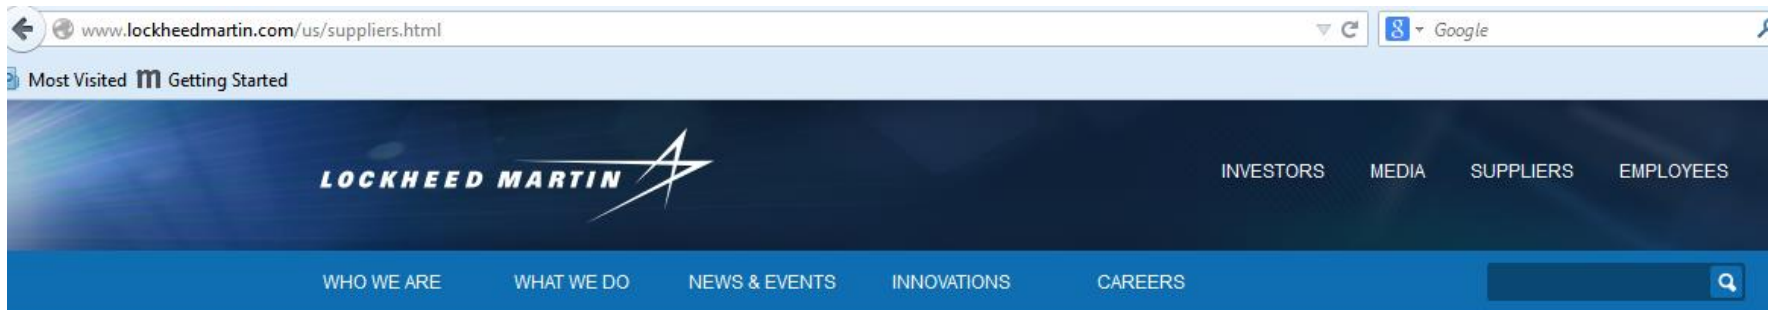 www.lockheedmartin.com/us/suppliers.html
Google
Most Visited Getting Started
LOCKHEED MARTIN
INVESTORS MEDIA SUPPLIERS EMPLOYEES
WHO WE ARE WHAT WE DO NEWS & EVENTS INNOVATIONS CAREERS